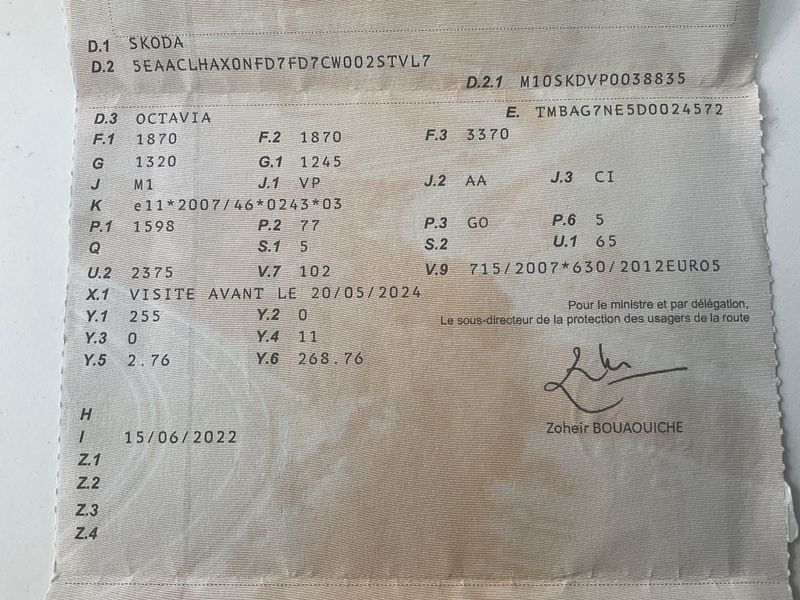 D.1 SKODA
D.2 5EAACLHAX0NFD7FD7CW002STVL7
D.2.1 M10SKDVP0038835
D.3 OCTAVIA E. TMBAG7NE5D0024572
F.1 1870 F.2 1870 F.3 3370
G 1320 G.1 1245
J M1 J.1 VP J.2 AA J.3 CI
K e11*2007/46*0243*03
P.1 1598 P.2 77 P.3 GO P.6 5
Q S.1 5 S.2 U.1 65
U.2 2375 V.7 102 V.9 715/2007*630/2012EURO5
X.1 VISITE AVANT LE 20/05/2024
Y.1 255 Y.2 0
Pour le ministre et par délégation,
Le sous-directeur de la protection des usagers de la route
Y.3 0 Y.4 11
Y.5 2.76 Y.6 268.76
H
Zoheir BOUAOUICHE
I 15/06/2022
Z.1
Z.2
Z.3
Z.4